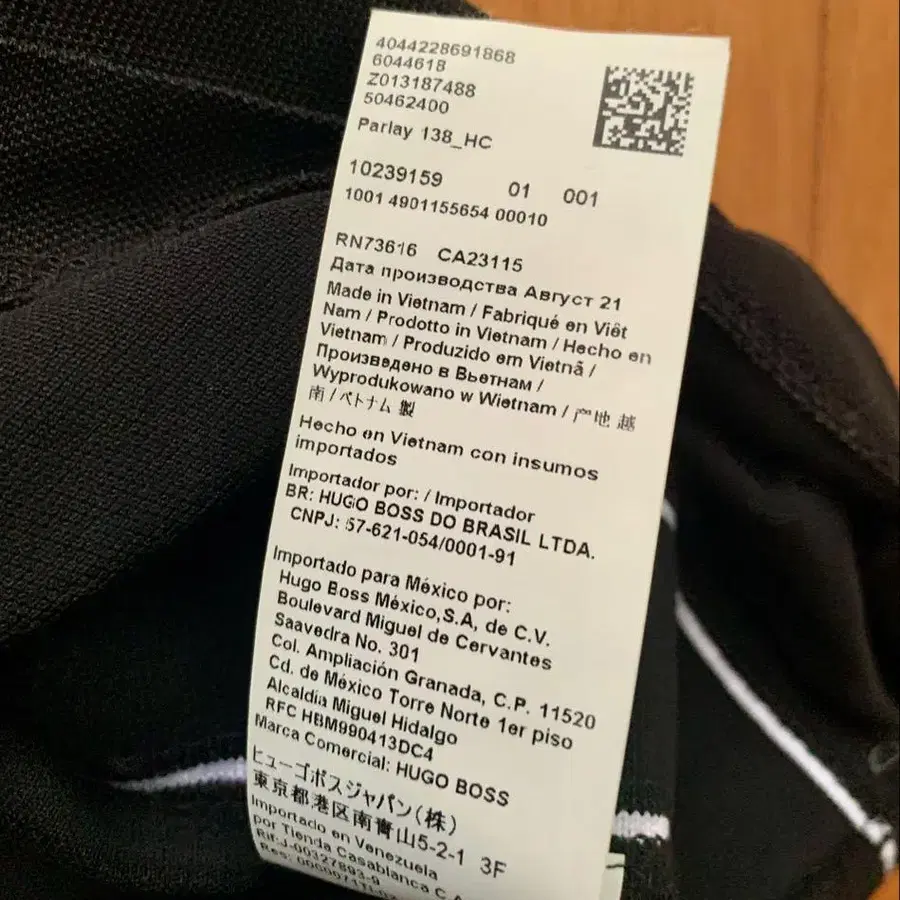 4044228691868
6044618
Z013187488
50462400
Parlay 138_HC
10239159 01 001
1001 4901155654 00010
RN73616 CA23115
Дата производства Август 21
Made in Vietnam / Fabriqué en Viêt
Nam / Prodotto in Vietnam / Hecho en
Vietnam / Produzido em Vietnã /
Произведено в Вьетнам /
Wyprodukowano w Wietnam / 产地 越
南 / ベトナム 製
Hecho en Vietnam con insumos
importados
Importador por: / Importador
BR: HUGO BOSS DO BRASIL LTDA.
CNPJ: 57-621-054/0001-91
Importado para México por:
Hugo Boss México,S.A, de C.V.
Boulevard Miguel de Cervantes
Saavedra No. 301
Col. Ampliación Granada, C.P. 11520
Cd. de México Torre Norte 1er piso
Alcaldía Miguel Hidalgo
RFC HBM990413DC4
Marca Comercial: HUGO BOSS
ヒューゴボスジャパン(株)
東京都港区南青山5-2-1 3F
Importado en Venezuela
por Tienda Casablanca C.A
Rif:J-00327893-9